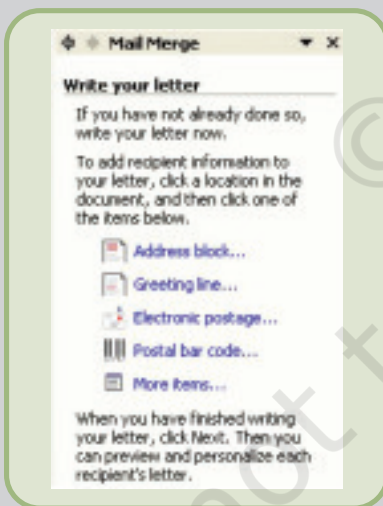 Mail Merge
Write your letter
If you have not already done so,
write your letter now.
To add recipient information to
your letter, click a location in the
document, and then click one of
the items below.
Address block...
Greeting line...
Electronic postage...
Postal bar code...
More items...
When you have finished writing
your letter, click Next. Then you
can preview and personalize each
recipient's letter.
©
not t